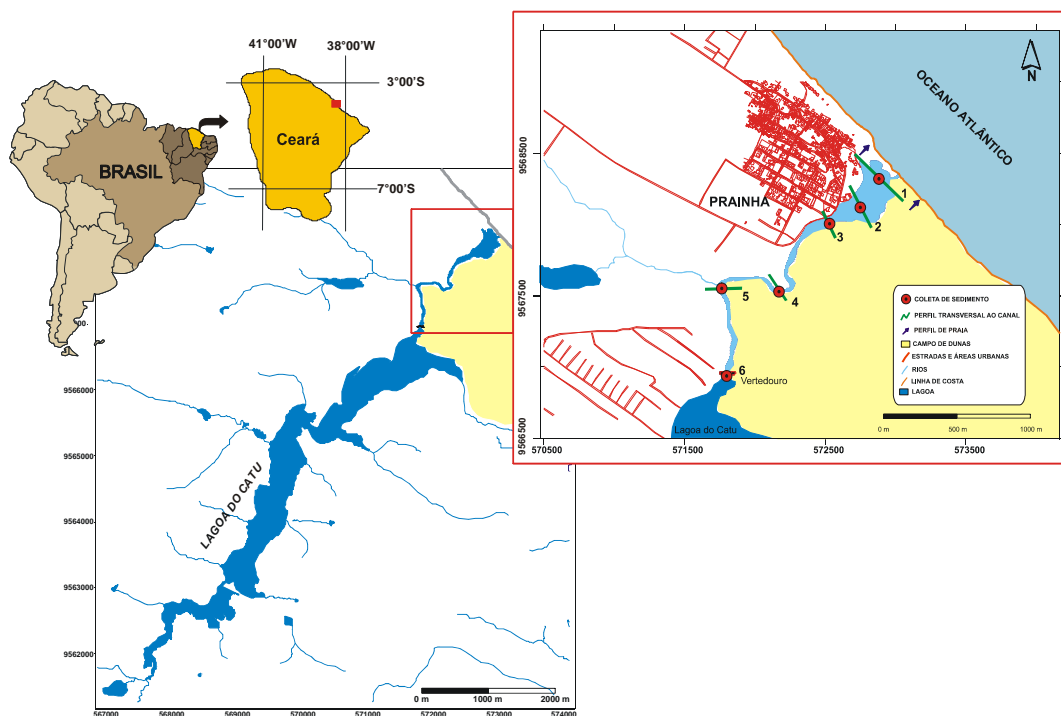 41°00'W
38°00'W
3°00'S
Ceará
7°00'S
BRASIL
00
LAGOA DO CATU
9566000
9565000
9564000
9563000
9562000
567000
568000
569000
570000
571000
572000
573000
574000
0 m
1000 m
2000 m
OCEANO ATLÁNTICO
N
PRAINHA
1
2
3
4
5
6
Vertedouro
Lagoa do Catu
9568500
9567500
9566500
570500
571500
572500
573500
COLETA DE SEDIMENTO
PERFIL TRANSVERSAL AO CANAL
PERFIL DE PRAJA
CAMPO DE DUNAS
ESTRADAS E ÁREAS URBANAS
RIOS
LINHA DE COSTA
LAGOA
0 m
500 m
1000 m